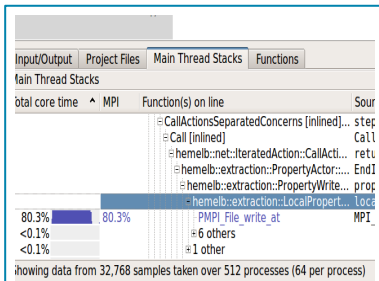 Input/Output Project Files Main Thread Stacks Functions
Main Thread Stacks
otal core time MPI Function(s) on line Sour
CallActionsSeparatedConcerns [inlined]... step
Call [inlined] Call
hemelb::net::IteratedAction::CallActi... retu
hemelb::extraction::PropertyActor::... EndI
hemelb::extraction::PropertyWrite... prop
hemelb::extraction::LocalPropert... loca
80.3% 80.3% PMPI_File_write_at MPI_
<0.1% 6 others
<0.1% 1 other
Showing data from 32,768 samples taken over 512 processes (64 per process)